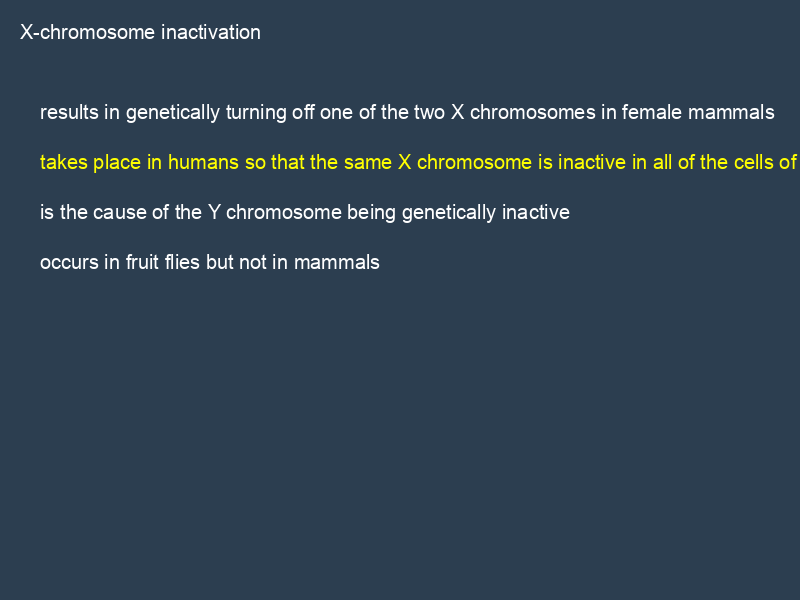 X-chromosome inactivation
results in genetically turning off one of the two X chromosomes in female mammals
takes place in humans so that the same X chromosome is inactive in all of the cells of
is the cause of the Y chromosome being genetically inactive
occurs in fruit flies but not in mammals